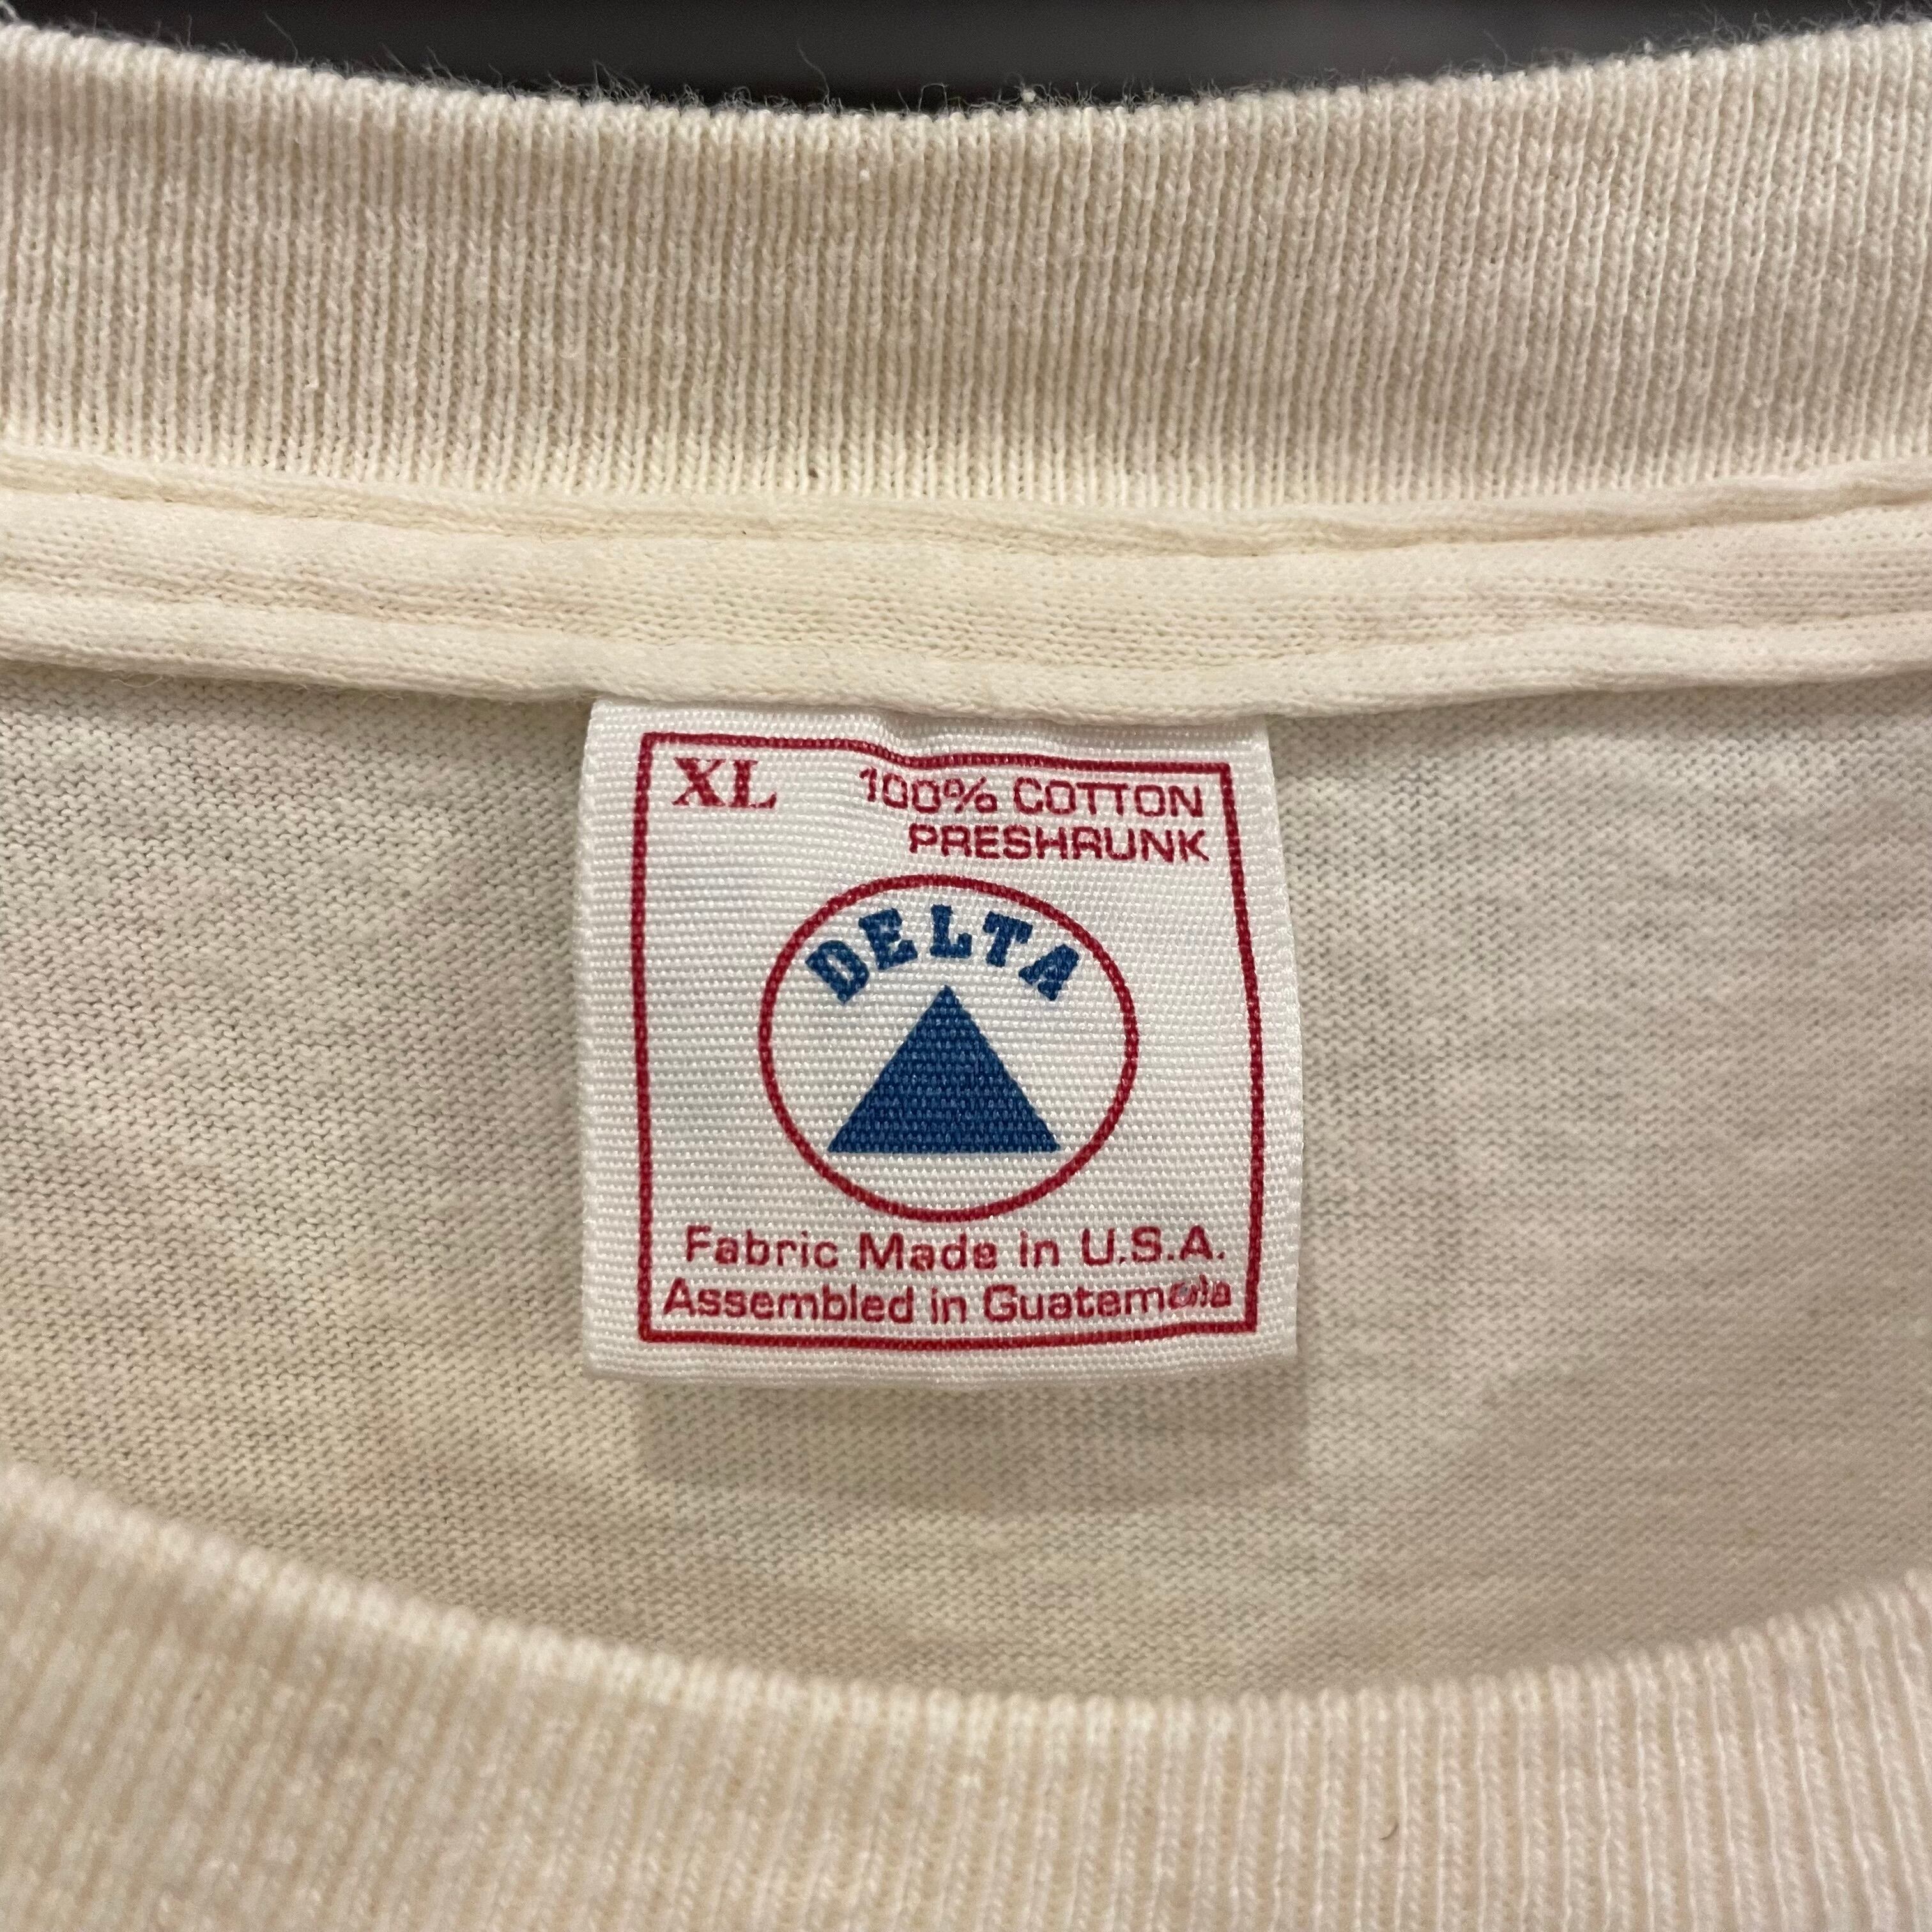 XL
100% COTTON
PRESHRUNK
DELTA
Fabric Made in U.S.A.
Assembled in Guatemala